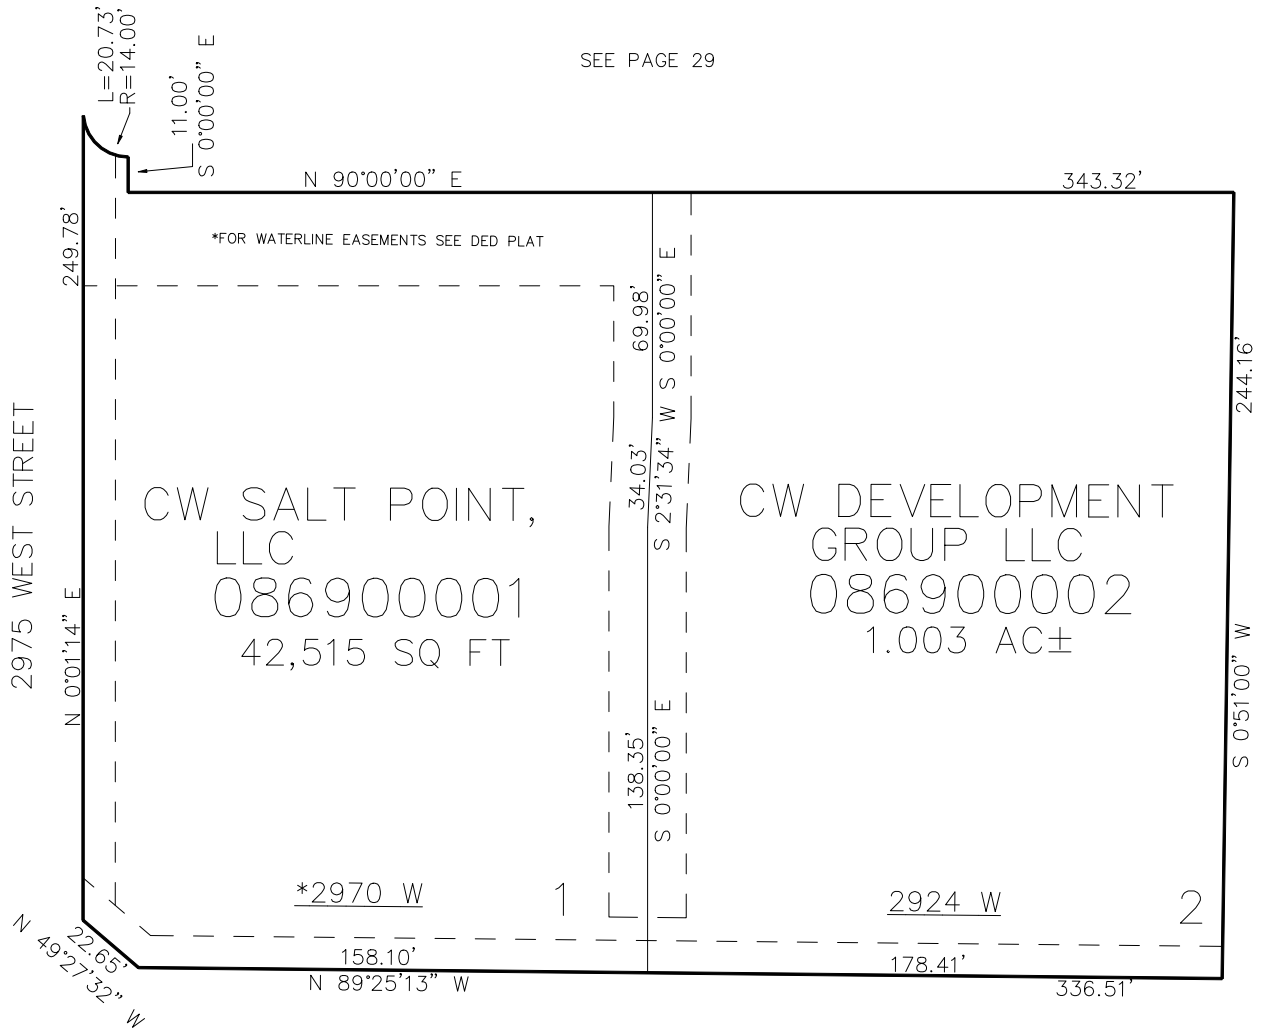 SEE PAGE 29
L=20.73'
R=14.00'
11.00'
S 0°00'00" E
N 90°00'00" E
343.32'
*FOR WATERLINE EASEMENTS SEE DED PLAT
249.78'
N 0°01'14" E
2975 WEST STREET
69.98'
S 0°00'00" E
34.03'
S 2°31'34" W
138.35'
S 0°00'00" E
244.16'
S 0°51'00" W
CW SALT POINT,
LLC
086900001
42,515 SQ FT
CW DEVELOPMENT
GROUP LLC
086900002
1.003 AC±
*2970 W
1
2924 W
2
22.65'
N 49°27'32" W
158.10'
N 89°25'13" W
178.41'
336.51'